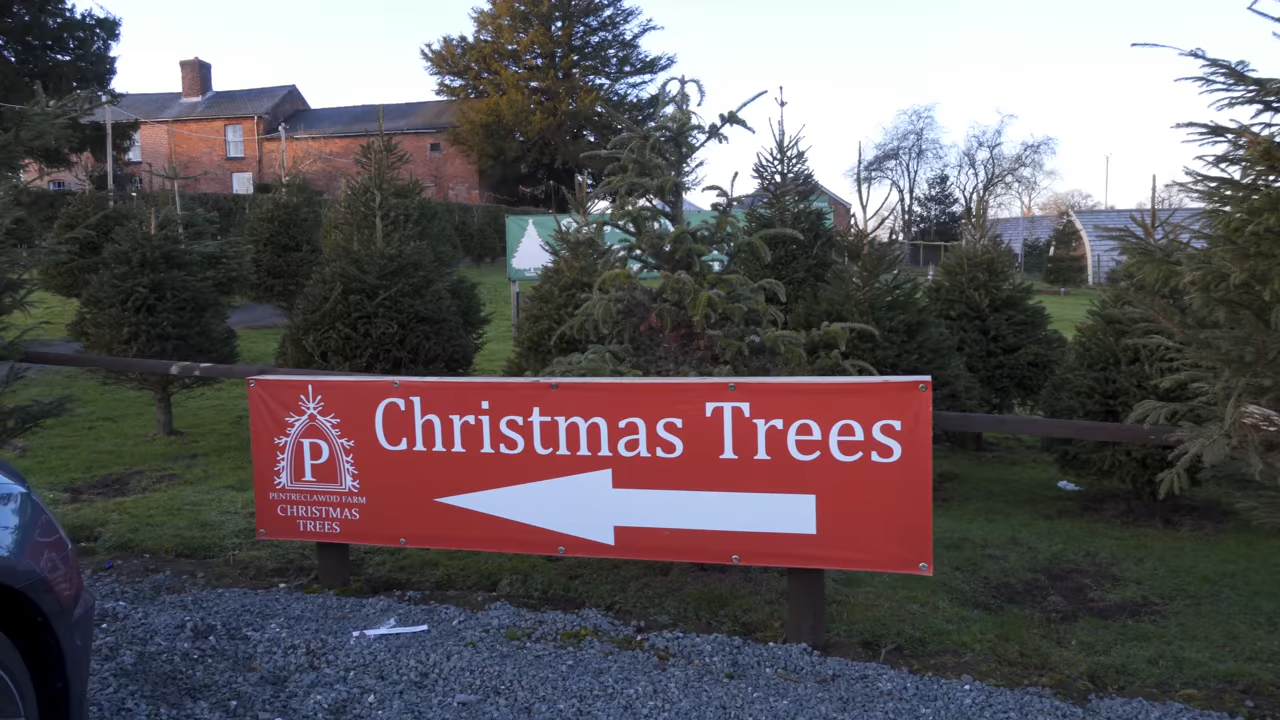 Christmas Trees
P
PENTRECLAWDD FARM
CHRISTMAS
TREES